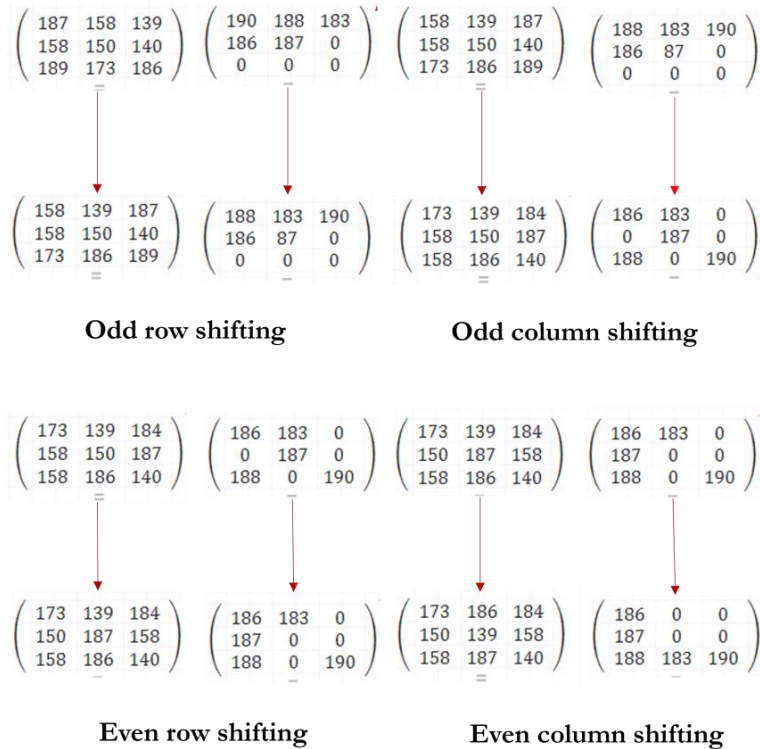 187 158 139
158 150 140
189 173 186
=
190 188 183
186 187 0
0 0 0
=
158 139 187
158 150 140
173 186 189
=
188 183 190
186 87 0
0 0 0
=
158 139 187
158 150 140
173 186 189
=
188 183 190
186 87 0
0 0 0
=
173 139 184
158 150 187
158 186 140
=
186 183 0
0 187 0
188 0 190
=
Odd row shifting
Odd column shifting
173 139 184
158 150 187
158 186 140
=
186 183 0
0 187 0
188 0 190
=
173 139 184
150 187 158
158 186 140
186 183 0
187 0 0
188 0 190
=
173 139 184
150 187 158
158 186 140
186 183 0
187 0 0
188 0 190
=
173 186 184
150 139 158
158 187 140
=
186 0 0
187 0 0
188 183 190
Even row shifting
Even column shifting